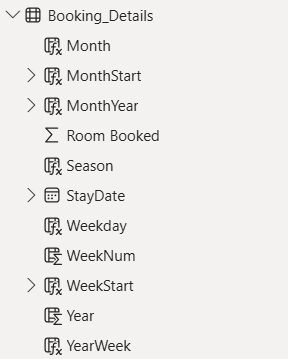 Booking_Details
Month
MonthStart
MonthYear
Room Booked
Season
StayDate
Weekday
WeekNum
WeekStart
Year
YearWeek